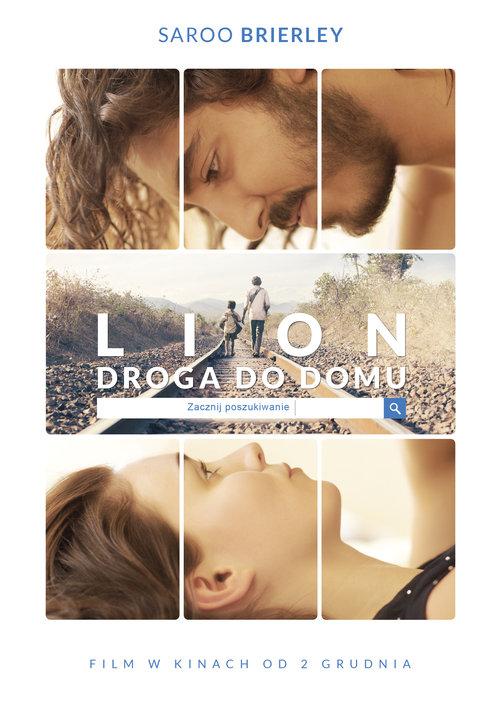 SAROO BRIERLEY
LION
DROGA DO DOMU
Zacznij poszukiwanie
FILM W KINACH OD 2 GRUDNIA